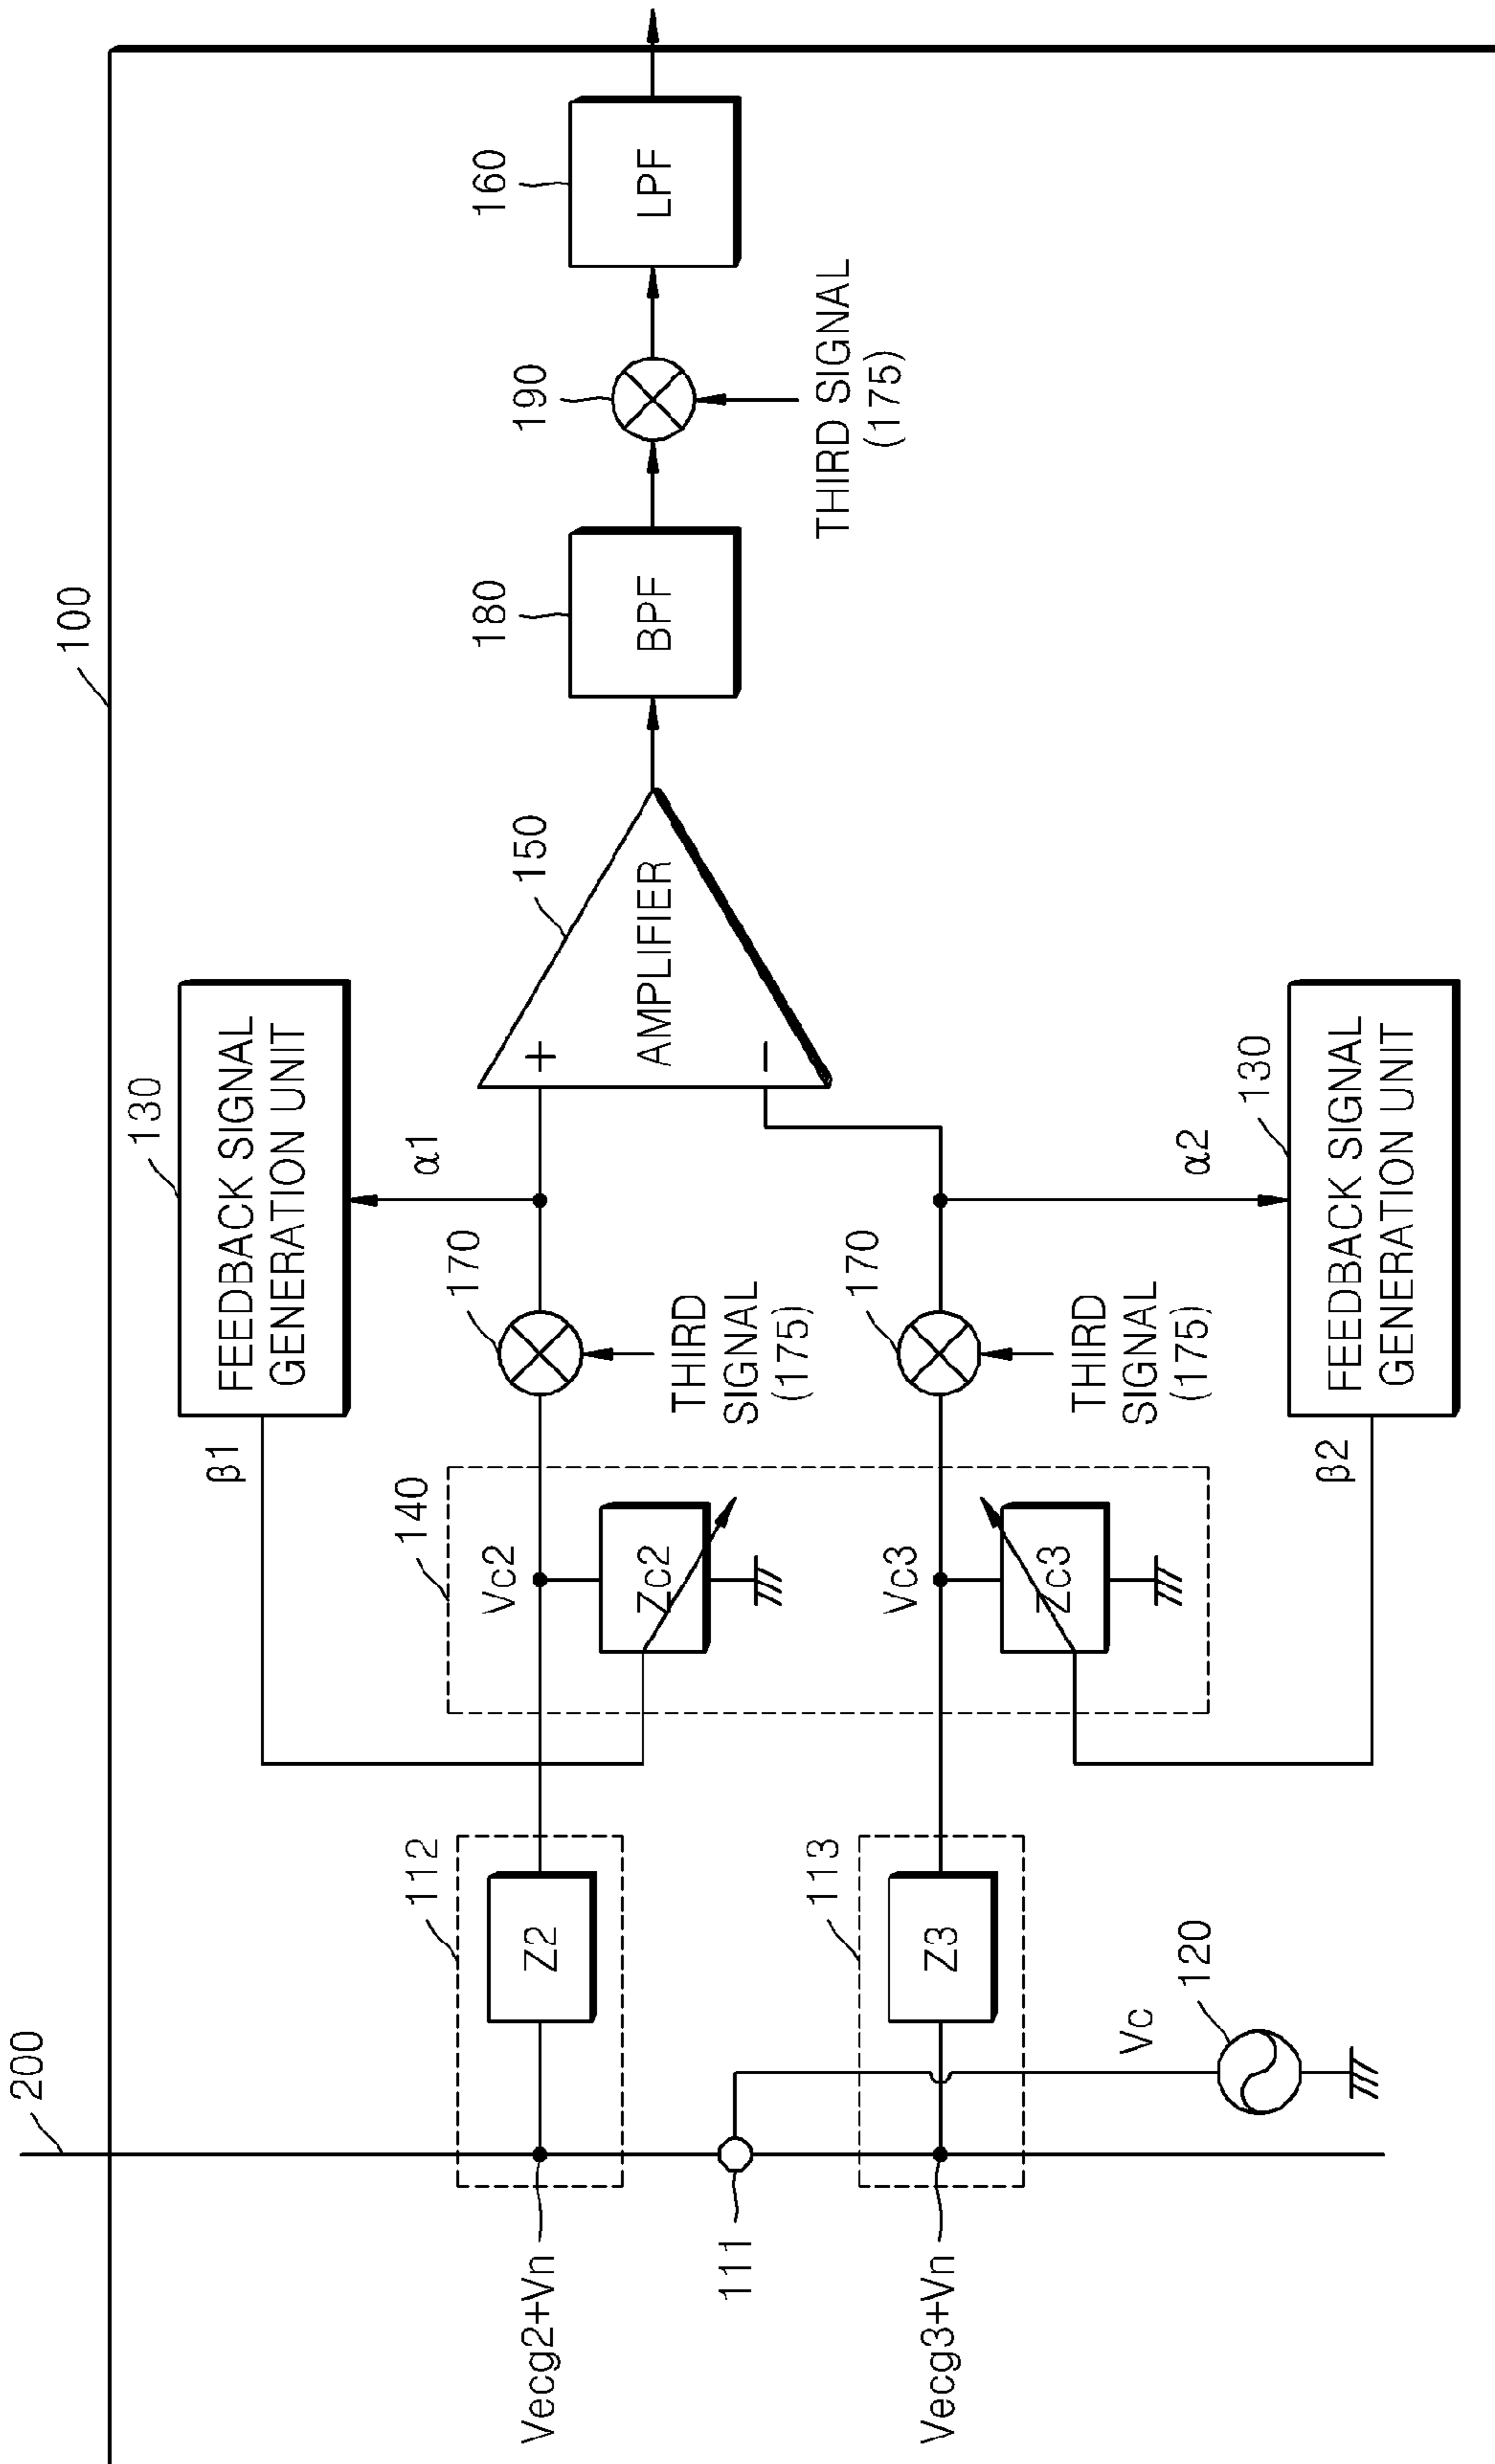 100
200
130
FEEDBACK SIGNAL
GENERATION UNIT
β1
α1
112
Z2
140
Vc2
Zc2
170
THIRD
SIGNAL
(175)
150
+
−
AMPLIFIER
180
BPF
190
THIRD SIGNAL
(175)
160
LPF
Vecg2+Vn
111
Vecg3+Vn
113
Z3
Vc3
Zc3
170
THIRD
SIGNAL
(175)
α2
Vc
120
β2
130
FEEDBACK SIGNAL
GENERATION UNIT